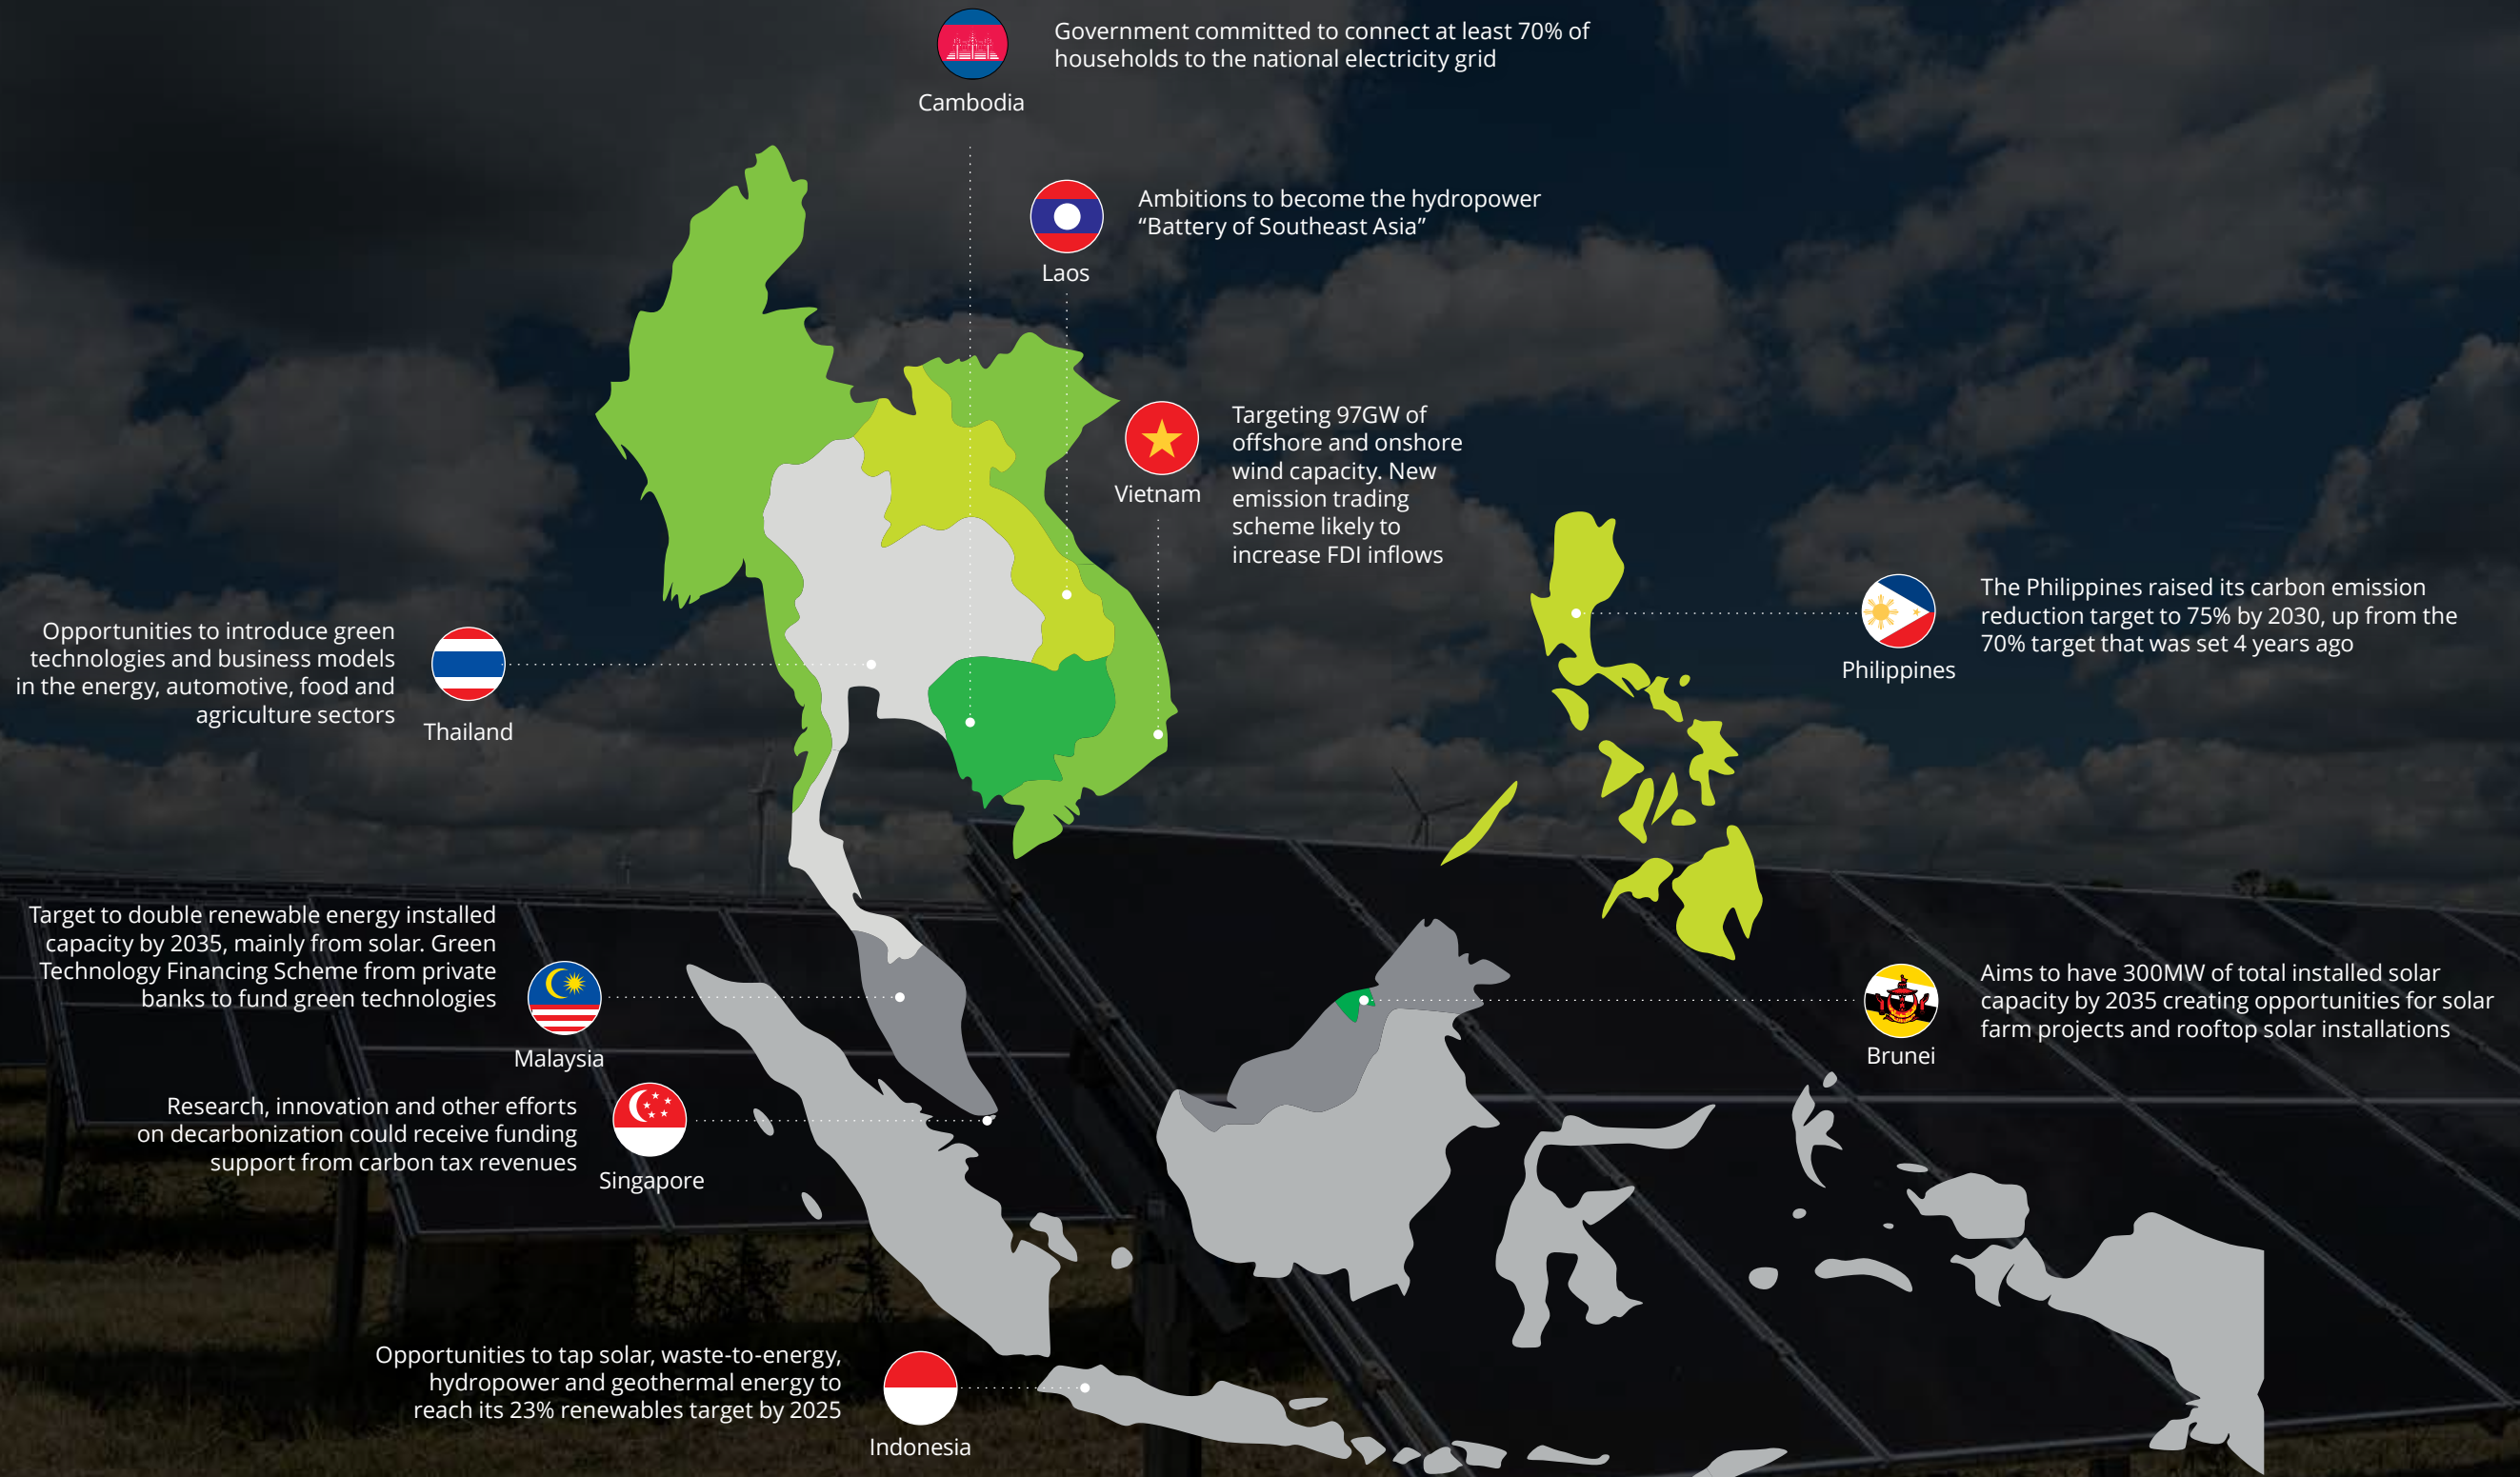 Government committed to connect at least 70% of
households to the national electricity grid
Cambodia
Ambitions to become the hydropower
“Battery of Southeast Asia”
Laos
Targeting 97GW of
offshore and onshore
wind capacity. New
emission trading
scheme likely to
increase FDI inflows
Vietnam
The Philippines raised its carbon emission
reduction target to 75% by 2030, up from the
70% target that was set 4 years ago
Philippines
Opportunities to introduce green
technologies and business models
in the energy, automotive, food and
agriculture sectors
Thailand
Target to double renewable energy installed
capacity by 2035, mainly from solar. Green
Technology Financing Scheme from private
banks to fund green technologies
Malaysia
Aims to have 300MW of total installed solar
capacity by 2035 creating opportunities for solar
farm projects and rooftop solar installations
Brunei
Research, innovation and other efforts
on decarbonization could receive funding
support from carbon tax revenues
Singapore
Opportunities to tap solar, waste-to-energy,
hydropower and geothermal energy to
reach its 23% renewables target by 2025
Indonesia